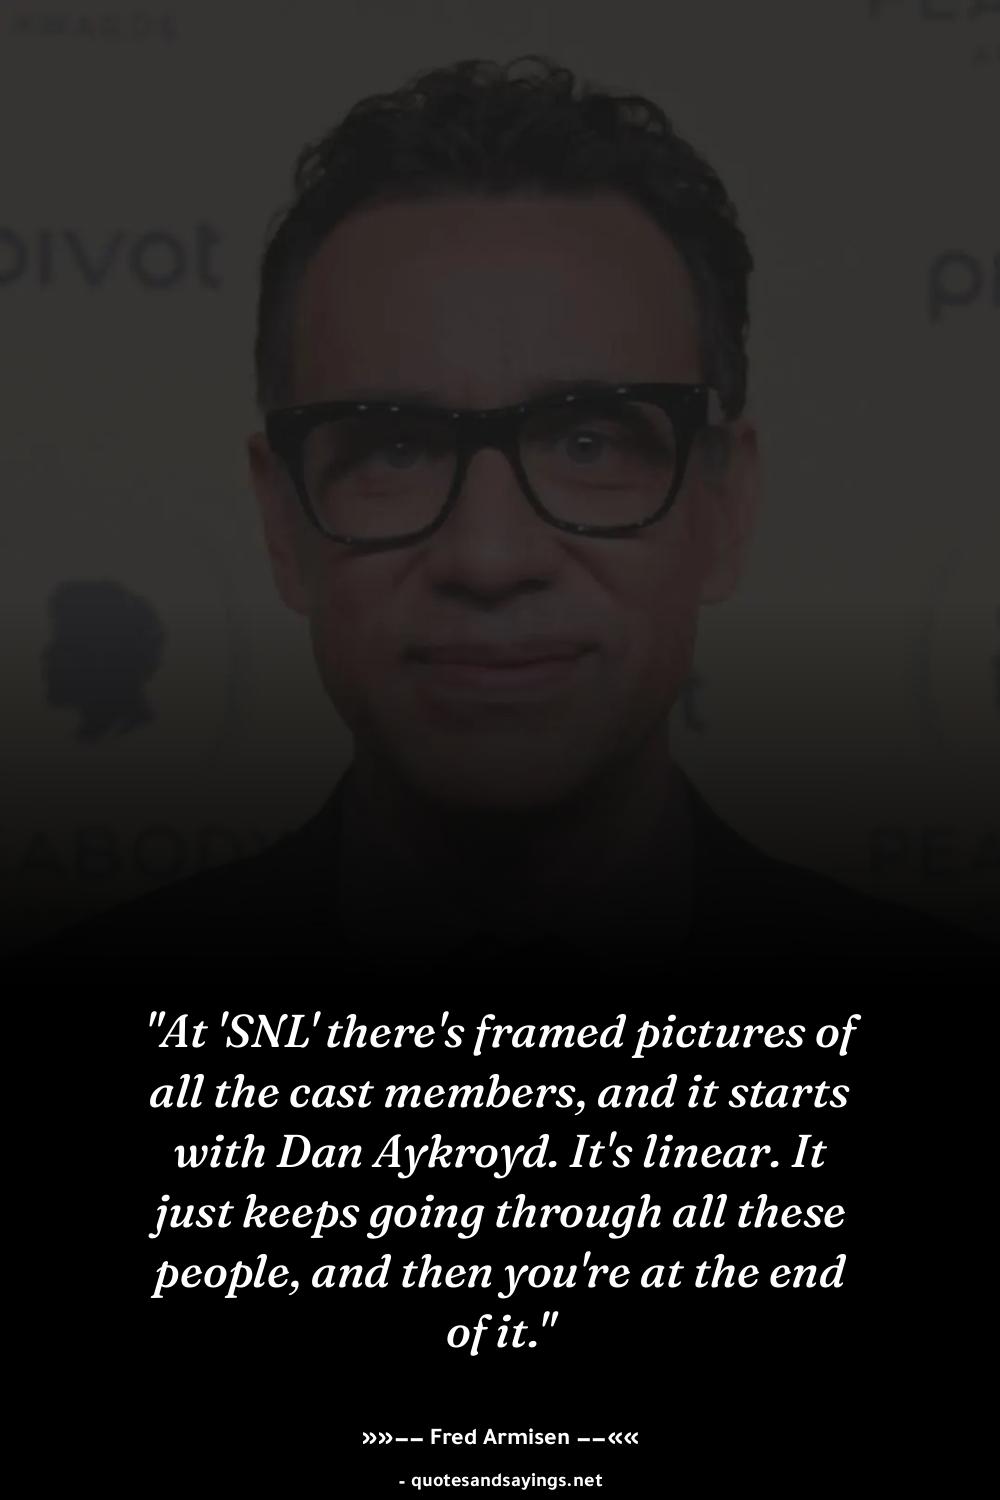 AWARDS
pivot
"At 'SNL' there's framed pictures of
all the cast members, and it starts
with Dan Aykroyd. It's linear. It
just keeps going through all these
people, and then you're at the end
of it."
»»–– Fred Armisen ––««
- quotesandsayings.net